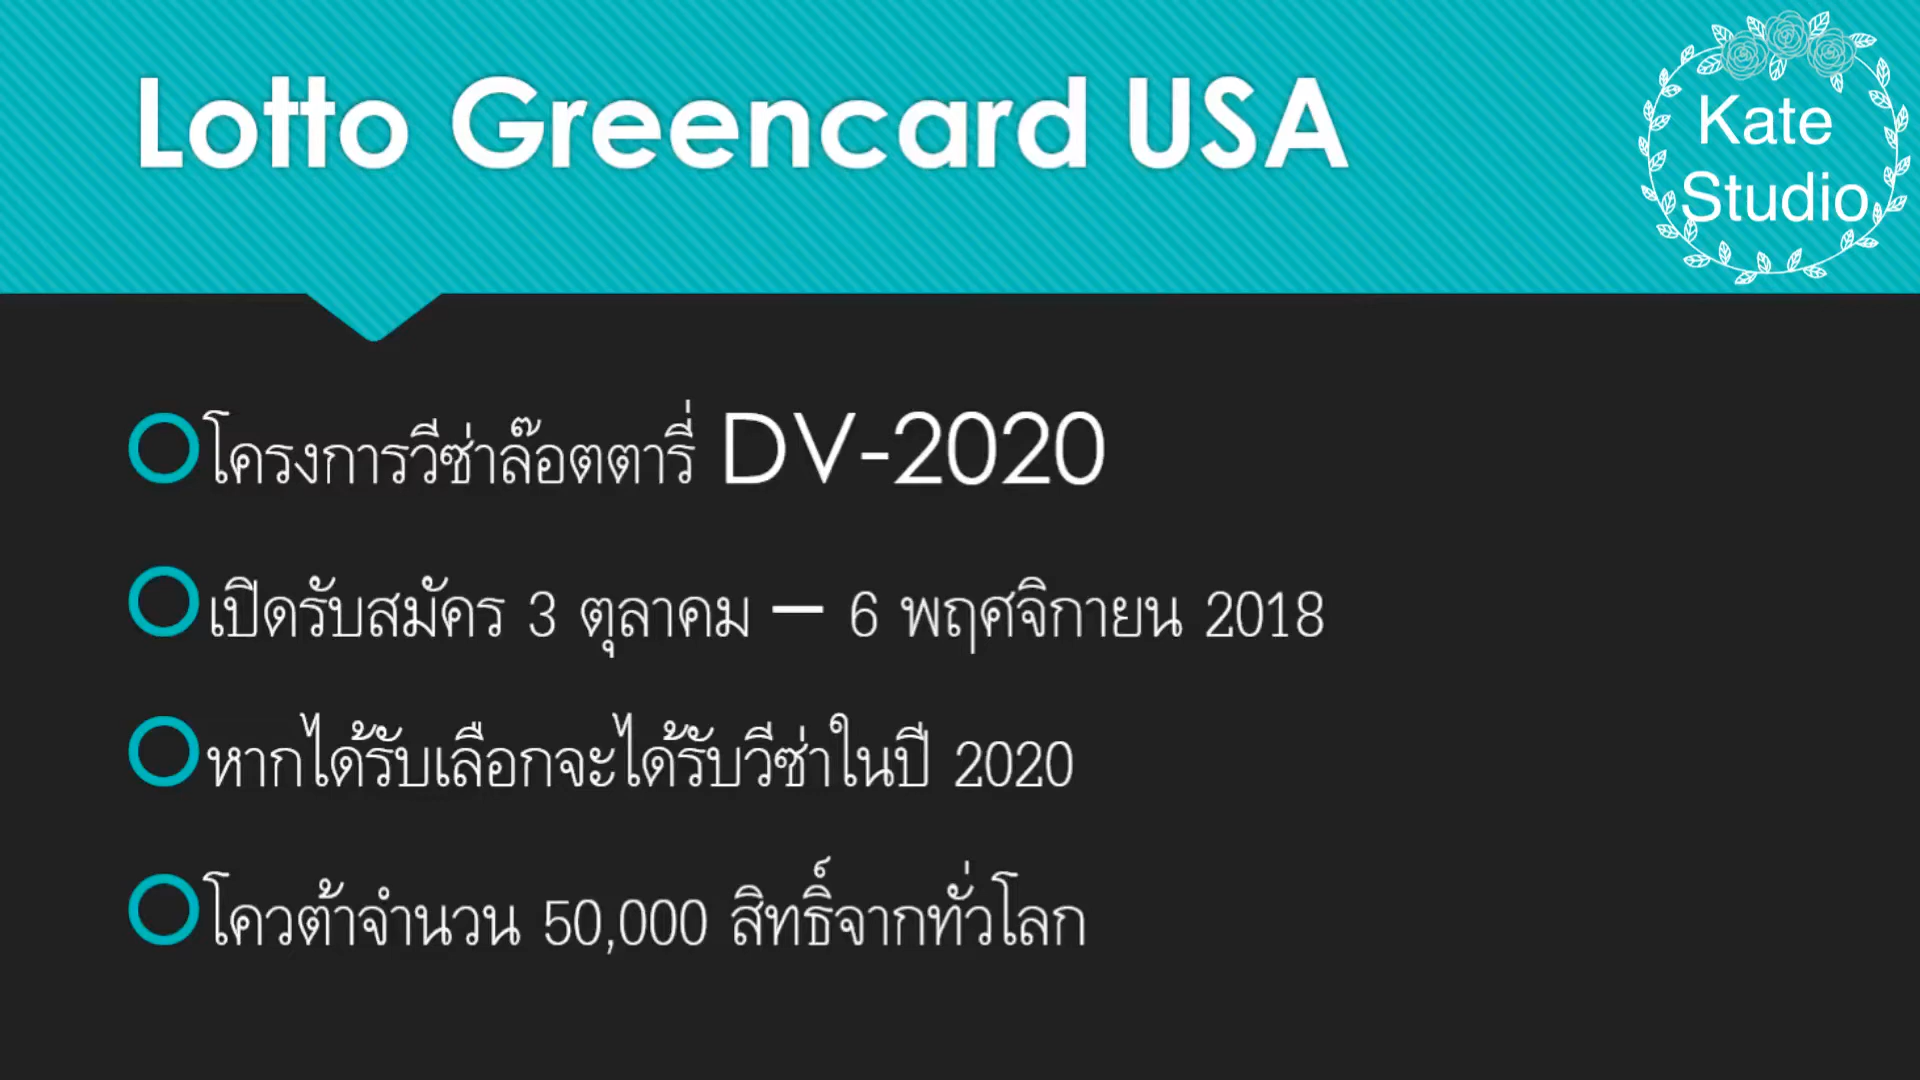 Lotto Greencard USA
Kate
Studio
โครงการวีซ่าล๊อตตารี่ DV-2020
เปิดรับสมัคร 3 ตุลาคม – 6 พฤศจิกายน 2018
หากได้รับเลือกจะได้รับวีซ่าในปี 2020
โควต้าจำนวน 50,000 สิทธิ์จากทั่วโลก